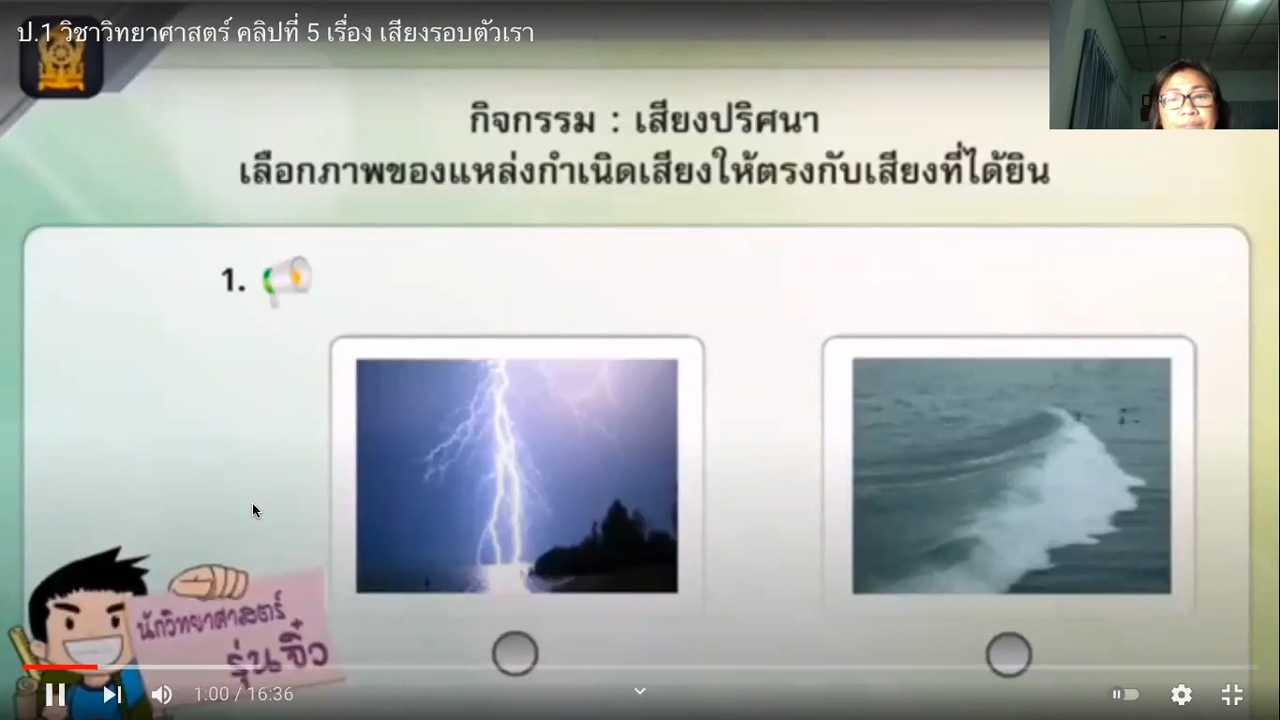 ป.1 วิชาวิทยาศาสตร์ คลิปที่ 5 เรื่อง เสียงรอบตัวเรา
กิจกรรม : เสียงปริศนา
เลือกภาพของแหล่งกำเนิดเสียงให้ตรงกับเสียงที่ได้ยิน
1.
นักวิทยาศาสตร์
รุ่นจิ๋ว
1:00 / 16:36